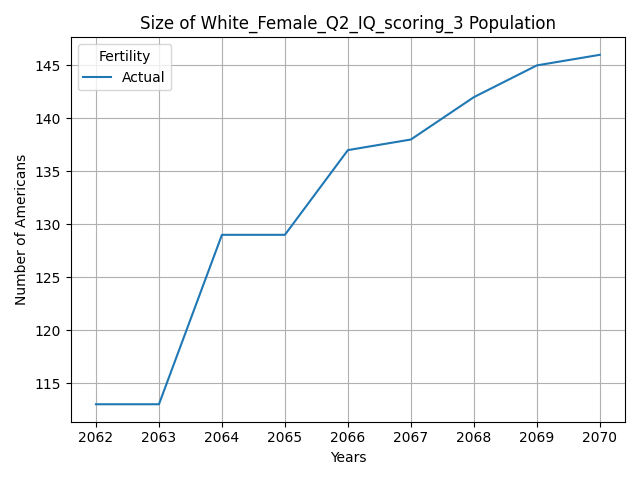 Size of White_Female_Q2_IQ_scoring_3 Population
Fertility
Actual
Number of Americans
145
140
135
130
125
120
115
2062 2063 2064 2065 2066 2067 2068 2069 2070
Years